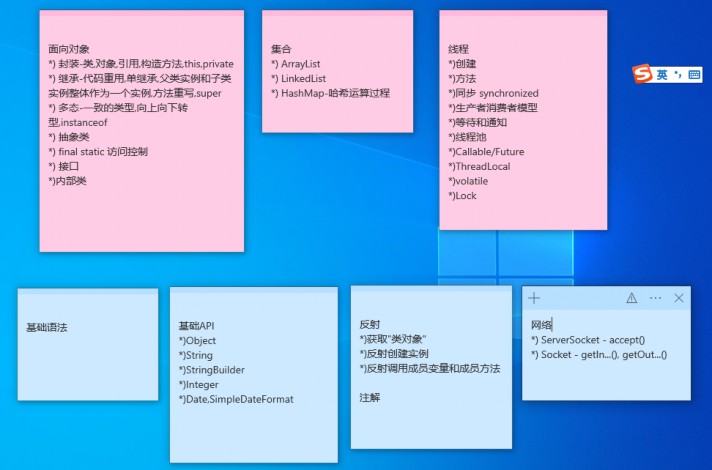 面向对象
*) 封装-类,对象,引用,构造方法,this,private
*) 继承-代码重用,单继承,父类实例和子类
实例整体作为一个实例,方法重写,super
*) 多态-一致的类型,向上向下转
型,instanceof
*) 抽象类
*) final static 访问控制
*) 接口
*)内部类
集合
*) ArrayList
*) LinkedList
*) HashMap-哈希运算过程
线程
*)创建
*)方法
*)同步 synchronized
*)生产者消费者模型
*)等待和通知
*)线程池
*)Callable/Future
*)ThreadLocal
*)volatile
*)Lock
S 英
基础语法
基础API
*)Object
*)String
*)StringBuilder
*)Integer
*)Date,SimpleDateFormat
反射
*)获取"类对象"
*)反射创建实例
*)反射调用成员变量和成员方法
注解
网络
*) ServerSocket - accept()
*) Socket - getIn...(), getOut...()